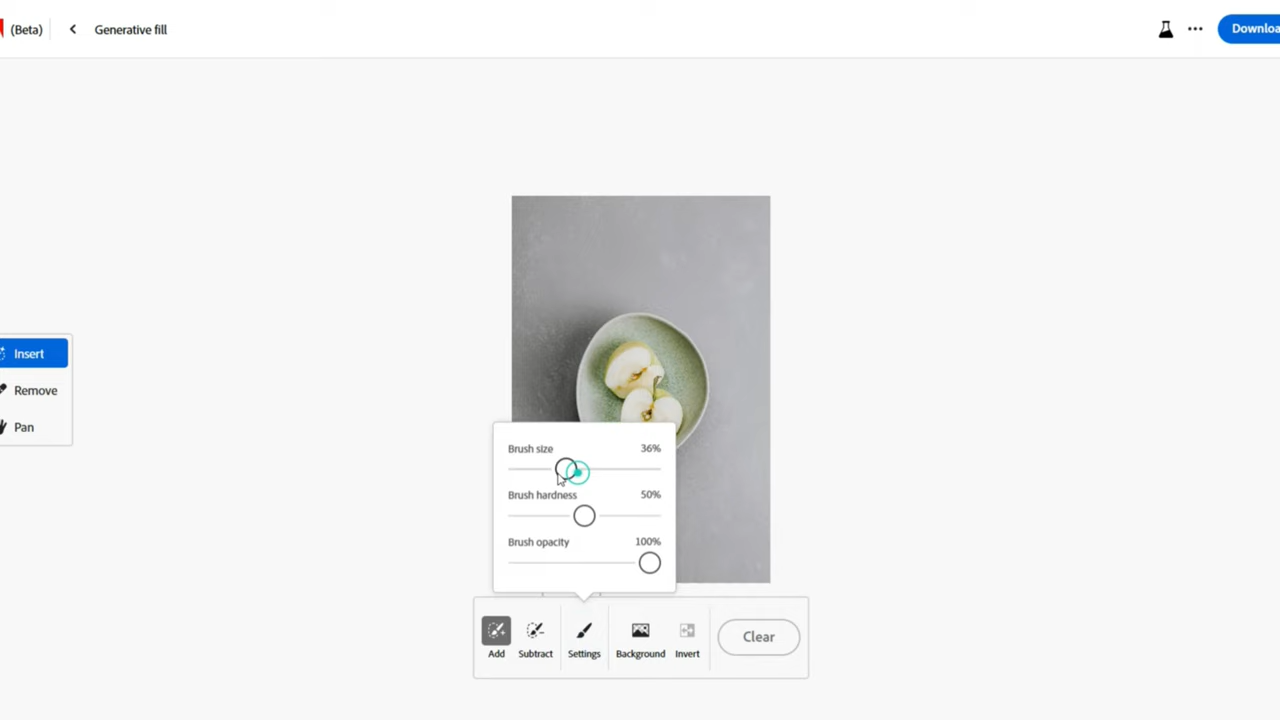 (Beta)
Generative fill
Insert
Remove
Pan
Brush size 36%
Brush hardness 50%
Brush opacity 100%
Add
Subtract
Settings
Background
Invert
Clear